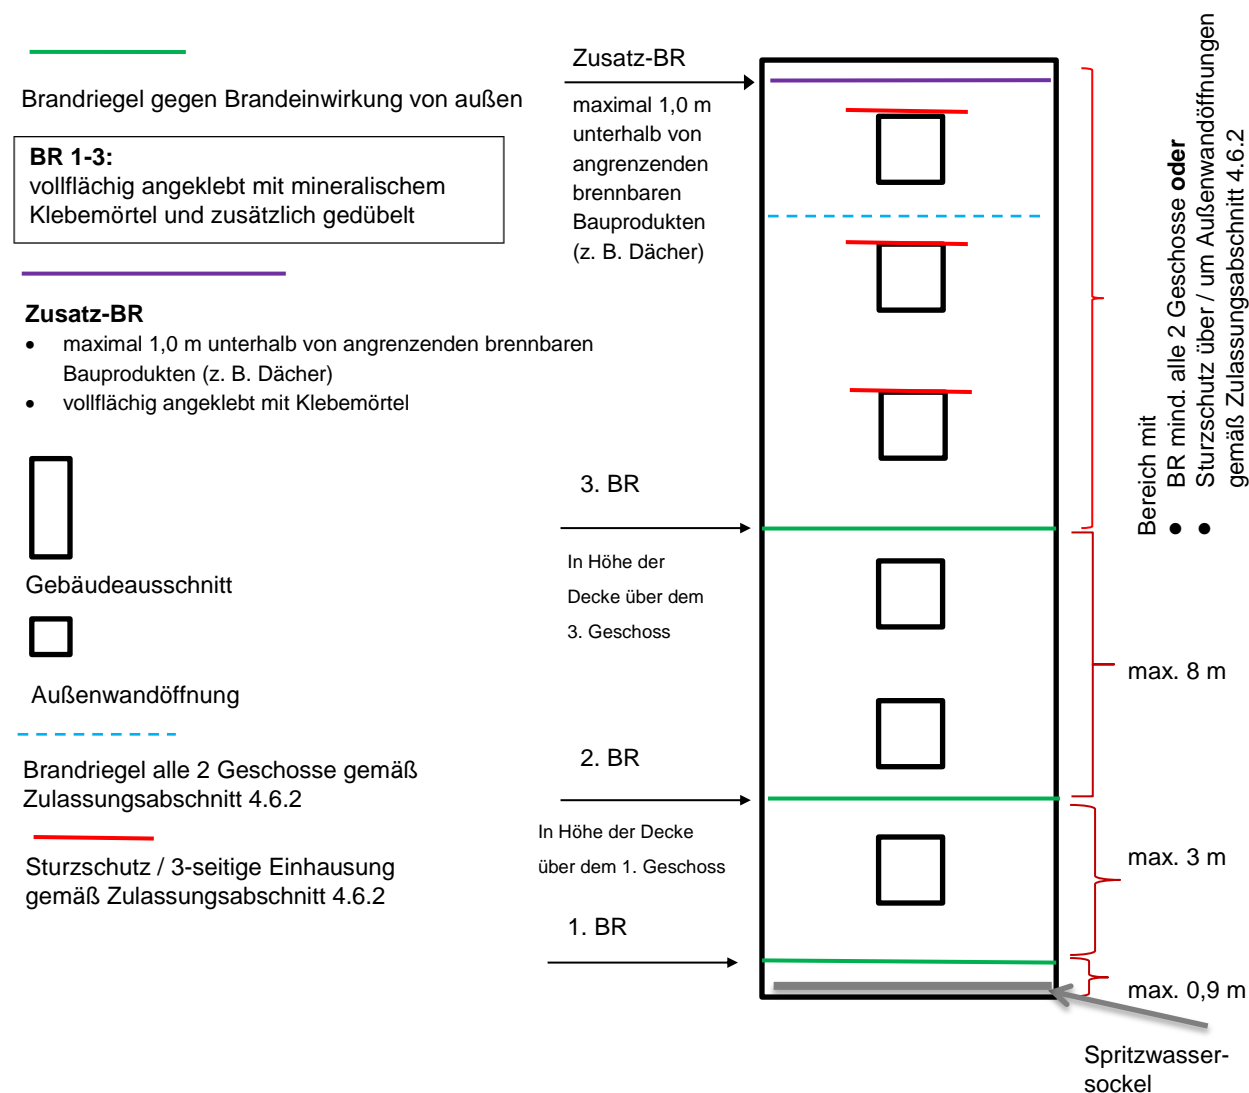 Brandriegel gegen Brandeinwirkung von außen
BR 1-3:
vollflächig angeklebt mit mineralischem
Klebemörtel und zusätzlich gedübelt
Zusatz-BR
• maximal 1,0 m unterhalb von angrenzenden brennbaren
Bauprodukten (z. B. Dächer)
• vollflächig angeklebt mit Klebemörtel
Gebäudeausschnitt
Außenwandöffnung
Brandriegel alle 2 Geschosse gemäß
Zulassungsabschnitt 4.6.2
Sturzschutz / 3-seitige Einhausung
gemäß Zulassungsabschnitt 4.6.2
Zusatz-BR
maximal 1,0 m
unterhalb von
angrenzenden
brennbaren
Bauprodukten
(z. B. Dächer)
3. BR
In Höhe der
Decke über dem
3. Geschoss
2. BR
In Höhe der Decke
über dem 1. Geschoss
1. BR
Bereich mit
• BR mind. alle 2 Geschosse oder
• Sturzschutz über / um Außenwandöffnungen
gemäß Zulassungsabschnitt 4.6.2
max. 8 m
max. 3 m
max. 0,9 m
Spritzwasser-
sockel